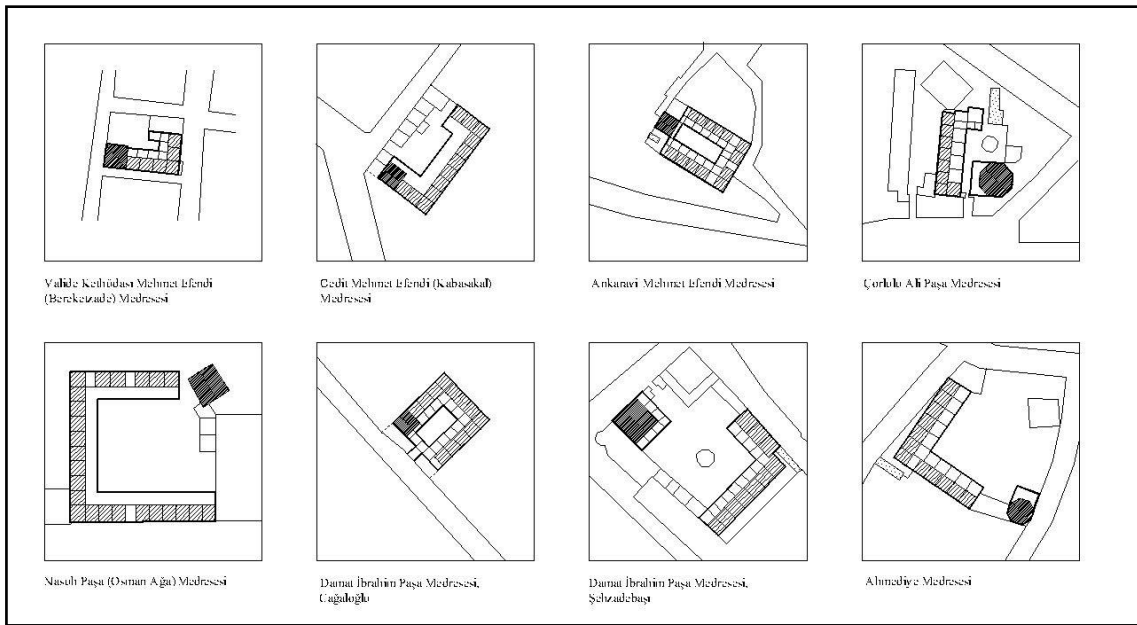 Valide Kethüdası Mehmet Efendi
(Bereketzade) Medresesi
Cedit Mehmet Efendi (Kabasakal)
Medresesi
Ankaravi Mehmet Efendi Medresesi
Çorlulu Ali Paşa Medresesi
Nasuh Paşa (Osman Ağa) Medresesi
Damat İbrahim Paşa Medresesi,
Cağaloğlu
Damat İbrahim Paşa Medresesi,
Şehzadebaşı
Ahmediye Medresesi